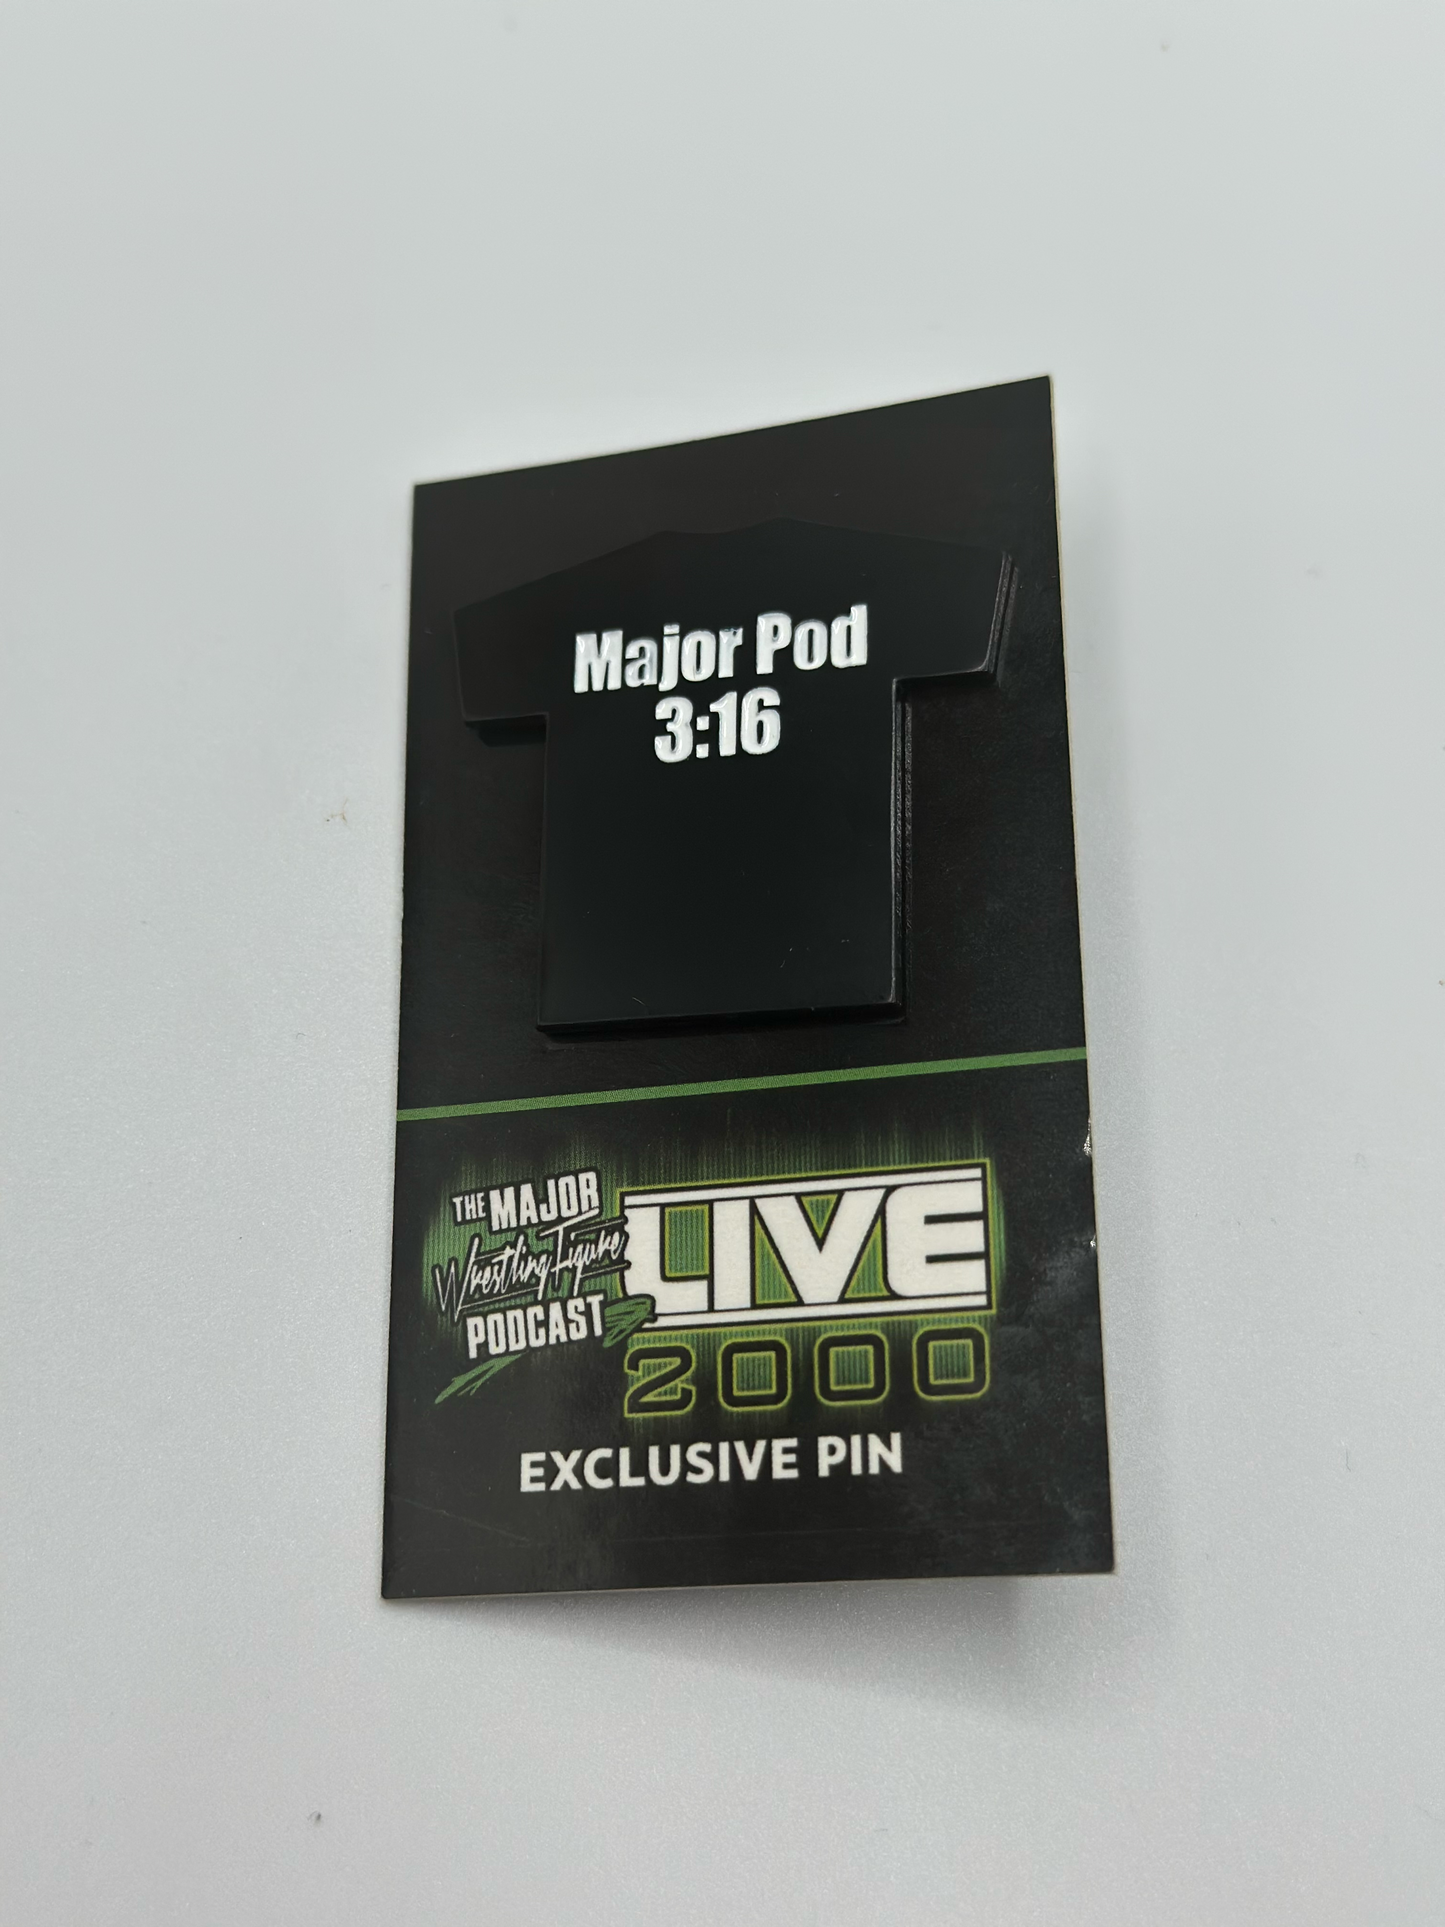 Major Pod
3:16
THE MAJOR
Wrestling Figure
PODCAST
LIVE
2000
EXCLUSIVE PIN